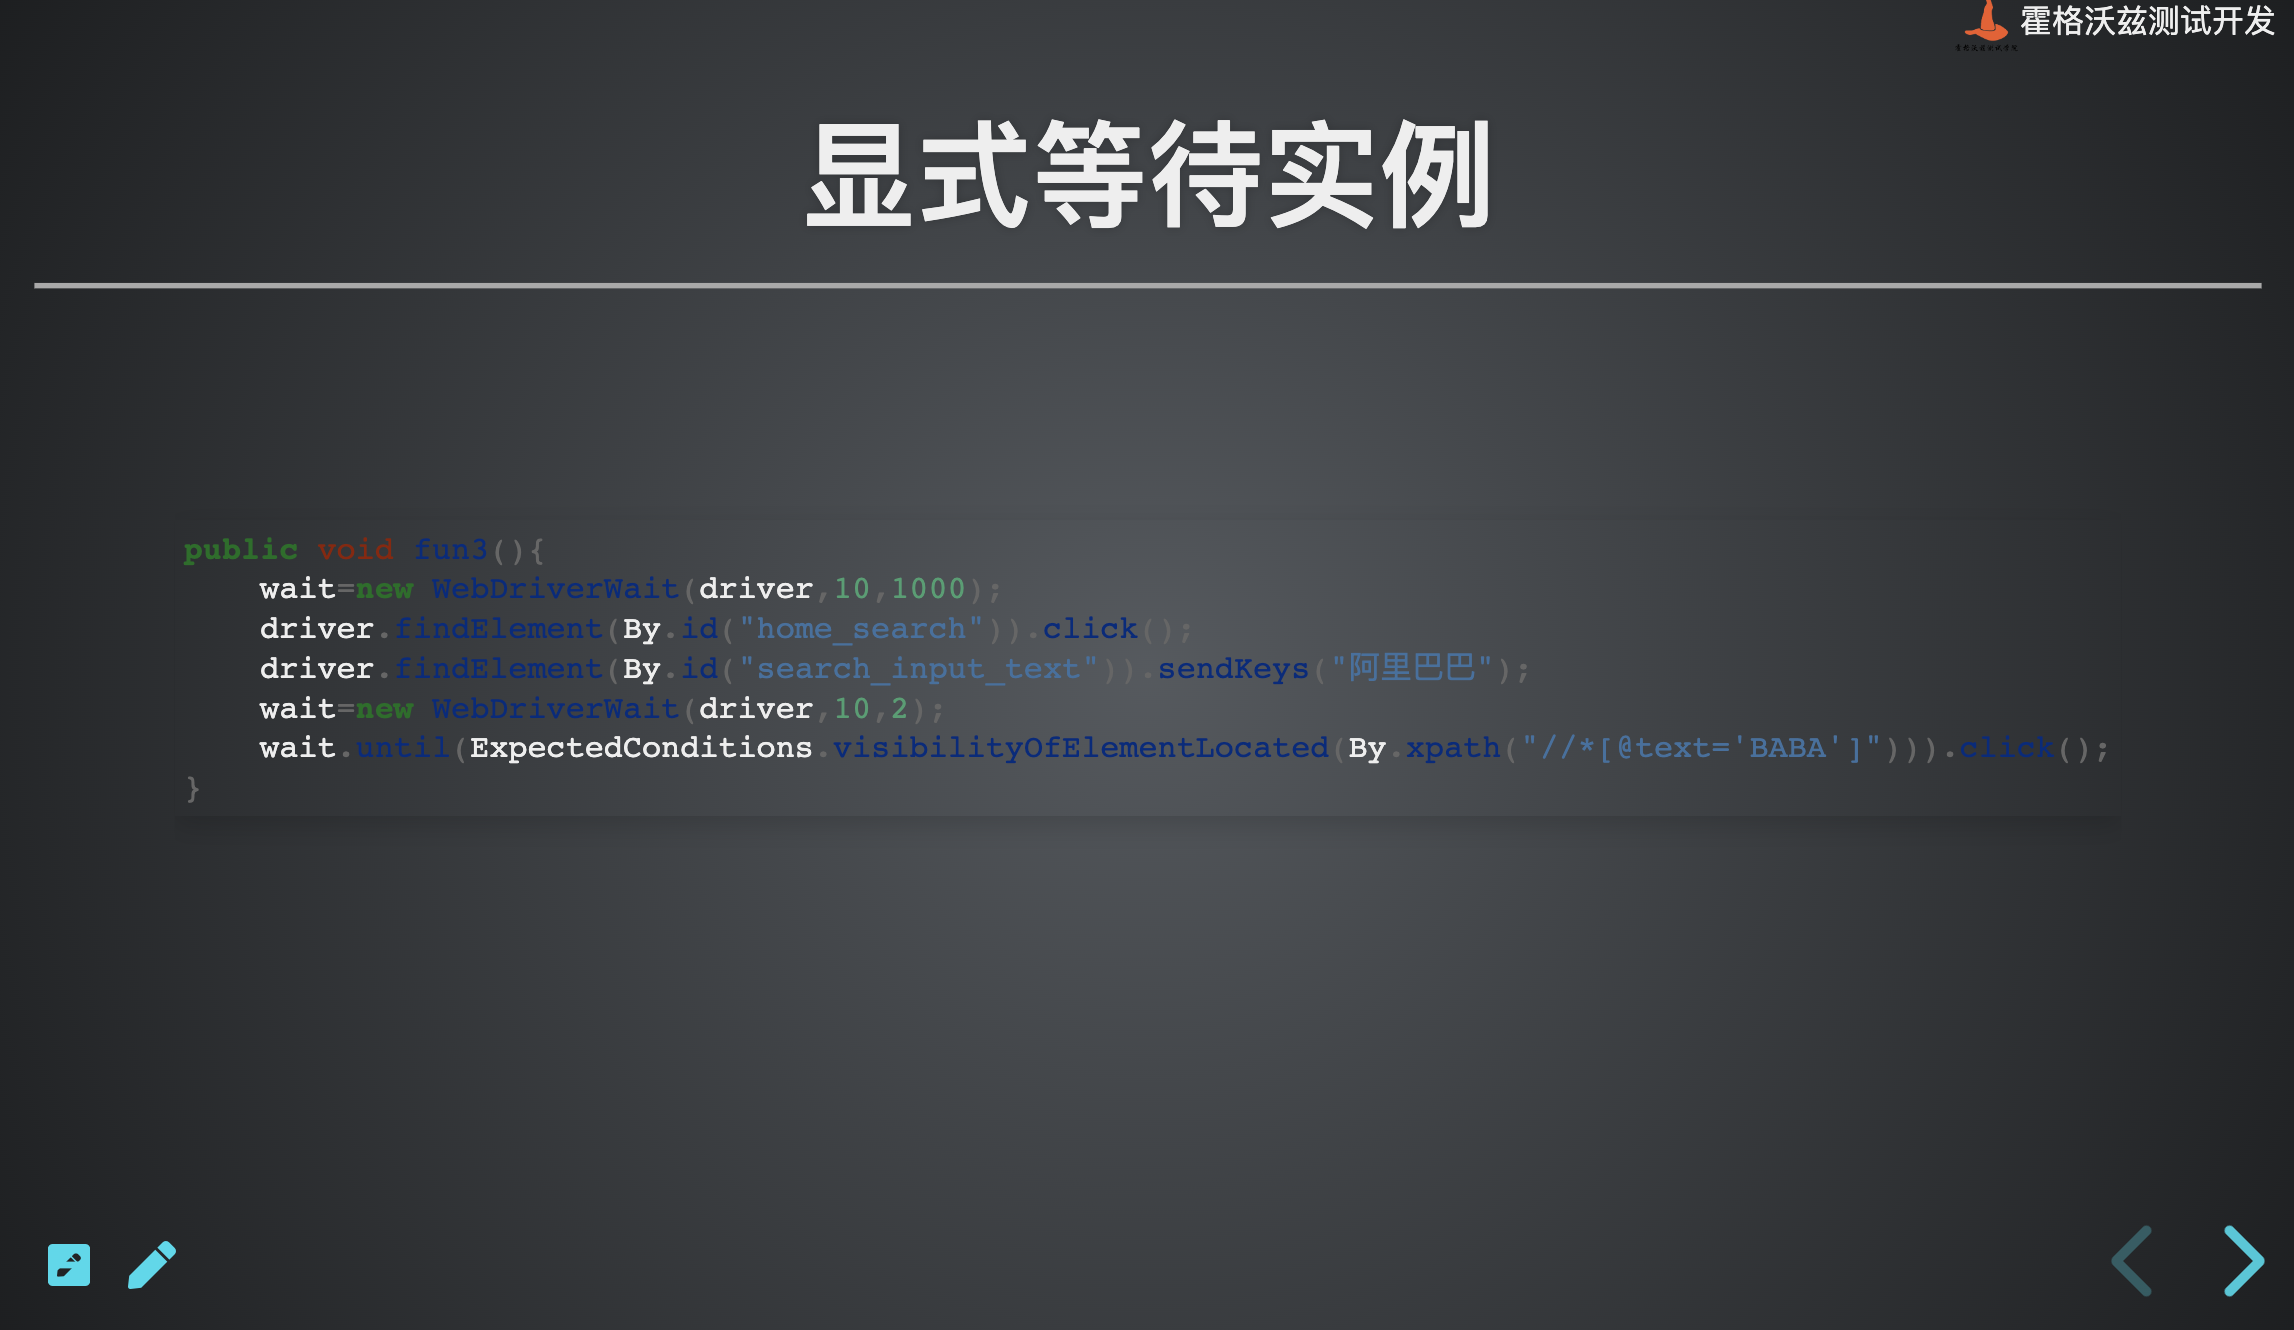 霍格沃兹测试开发
显式等待实例
public void fun3(){
    wait=new WebDriverWait(driver,10,1000);
    driver.findElement(By.id("home_search")).click();
    driver.findElement(By.id("search_input_text")).sendKeys("阿里巴巴");
    wait=new WebDriverWait(driver,10,2);
    wait.until(ExpectedConditions.visibilityOfElementLocated(By.xpath("//*[@text='BABA']"))).click();
}